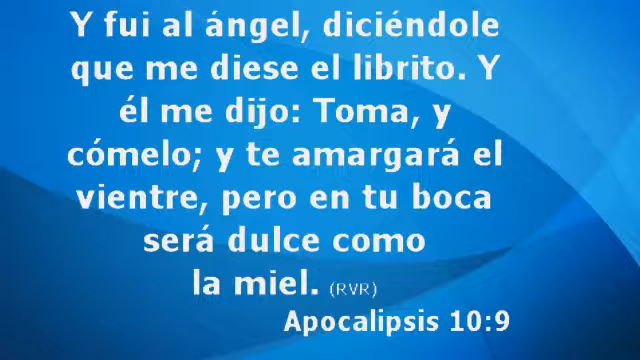 Y fui al ángel, diciéndole
que me diese el librito. Y
él me dijo: Toma, y
cómelo; y te amargará el
vientre, pero en tu boca
será dulce como
la miel. (RVR)
Apocalipsis 10:9